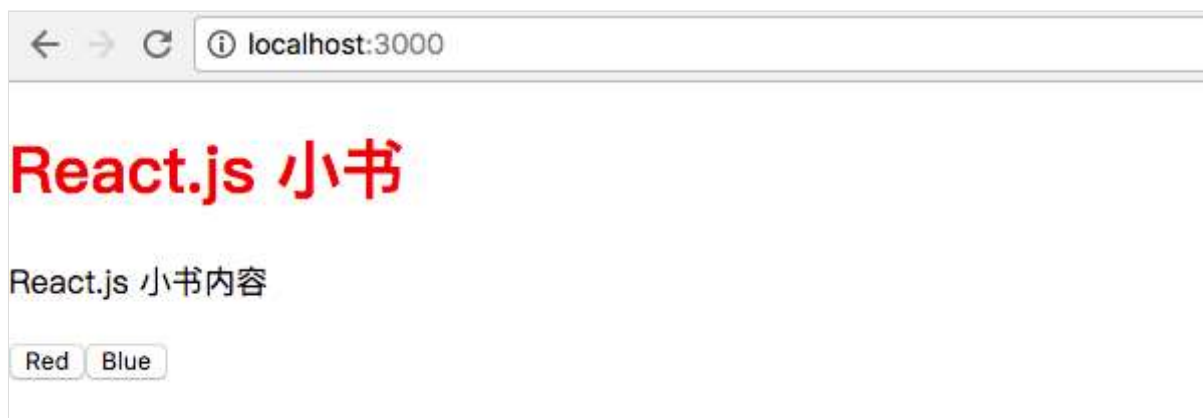 localhost:3000
React.js 小书
React.js 小书内容
Red Blue